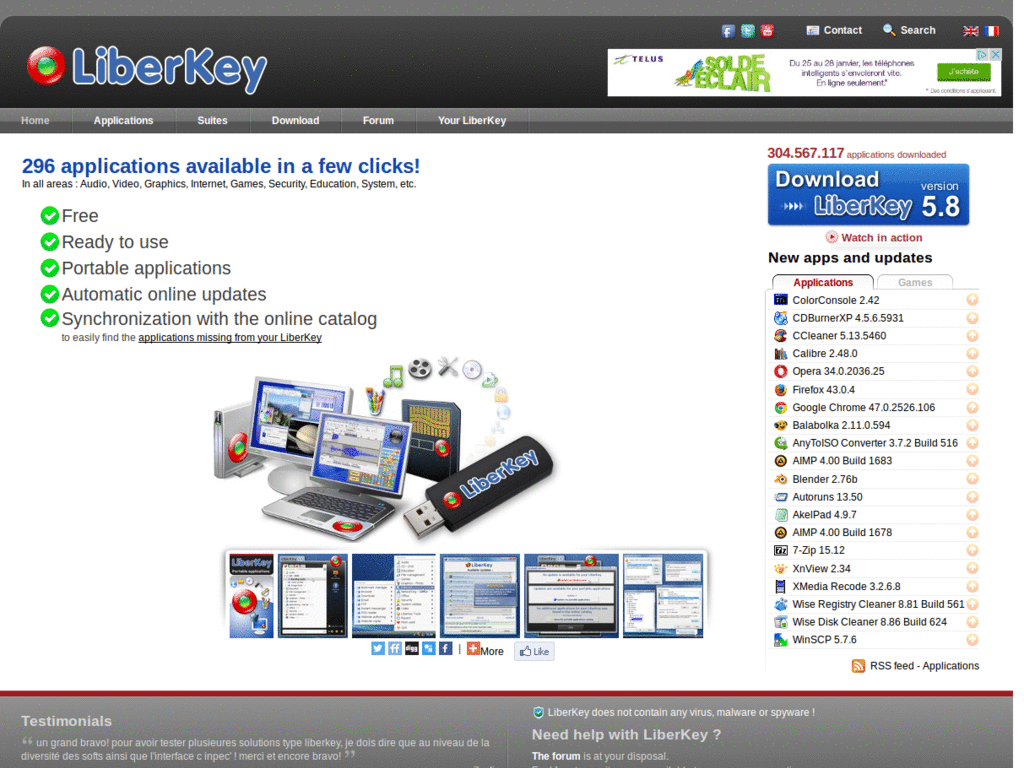 Contact
Search
LiberKey
TELUS
SOLDE
ÉCLAIR
Du 25 au 28 janvier, les téléphones
intelligents s'envoleront vite.
En ligne seulement.*
J'achète
* Des conditions s'appliquent.
Home
Applications
Suites
Download
Forum
Your LiberKey
296 applications available in a few clicks!
In all areas : Audio, Video, Graphics, Internet, Games, Security, Education, System, etc.
Free
Ready to use
Portable applications
Automatic online updates
Synchronization with the online catalog
to easily find the applications missing from your LiberKey
LiberKey
LiberKey
digg
|
More
Like
304.567.117 applications downloaded
Download
version
LiberKey 5.8
Watch in action
New apps and updates
Applications
Games
ColorConsole 2.42
CDBurnerXP 4.5.6.5931
CCleaner 5.13.5460
Calibre 2.48.0
Opera 34.0.2036.25
Firefox 43.0.4
Google Chrome 47.0.2526.106
Balabolka 2.11.0.594
AnyToISO Converter 3.7.2 Build 516
AIMP 4.00 Build 1683
Blender 2.76b
Autoruns 13.50
AkelPad 4.9.7
AIMP 4.00 Build 1678
7-Zip 15.12
XnView 2.34
XMedia Recode 3.2.6.8
Wise Registry Cleaner 8.81 Build 561
Wise Disk Cleaner 8.86 Build 624
WinSCP 5.7.6
RSS feed - Applications
Testimonials
“ un grand bravo! pour avoir tester plusieures solutions type liberkey, je dois dire que au niveau de la
diversité des softs ainsi que l'interface c inpec' ! merci et encore bravo! ”
LiberKey does not contain any virus, malware or spyware !
Need help with LiberKey ?
The forum is at your disposal.